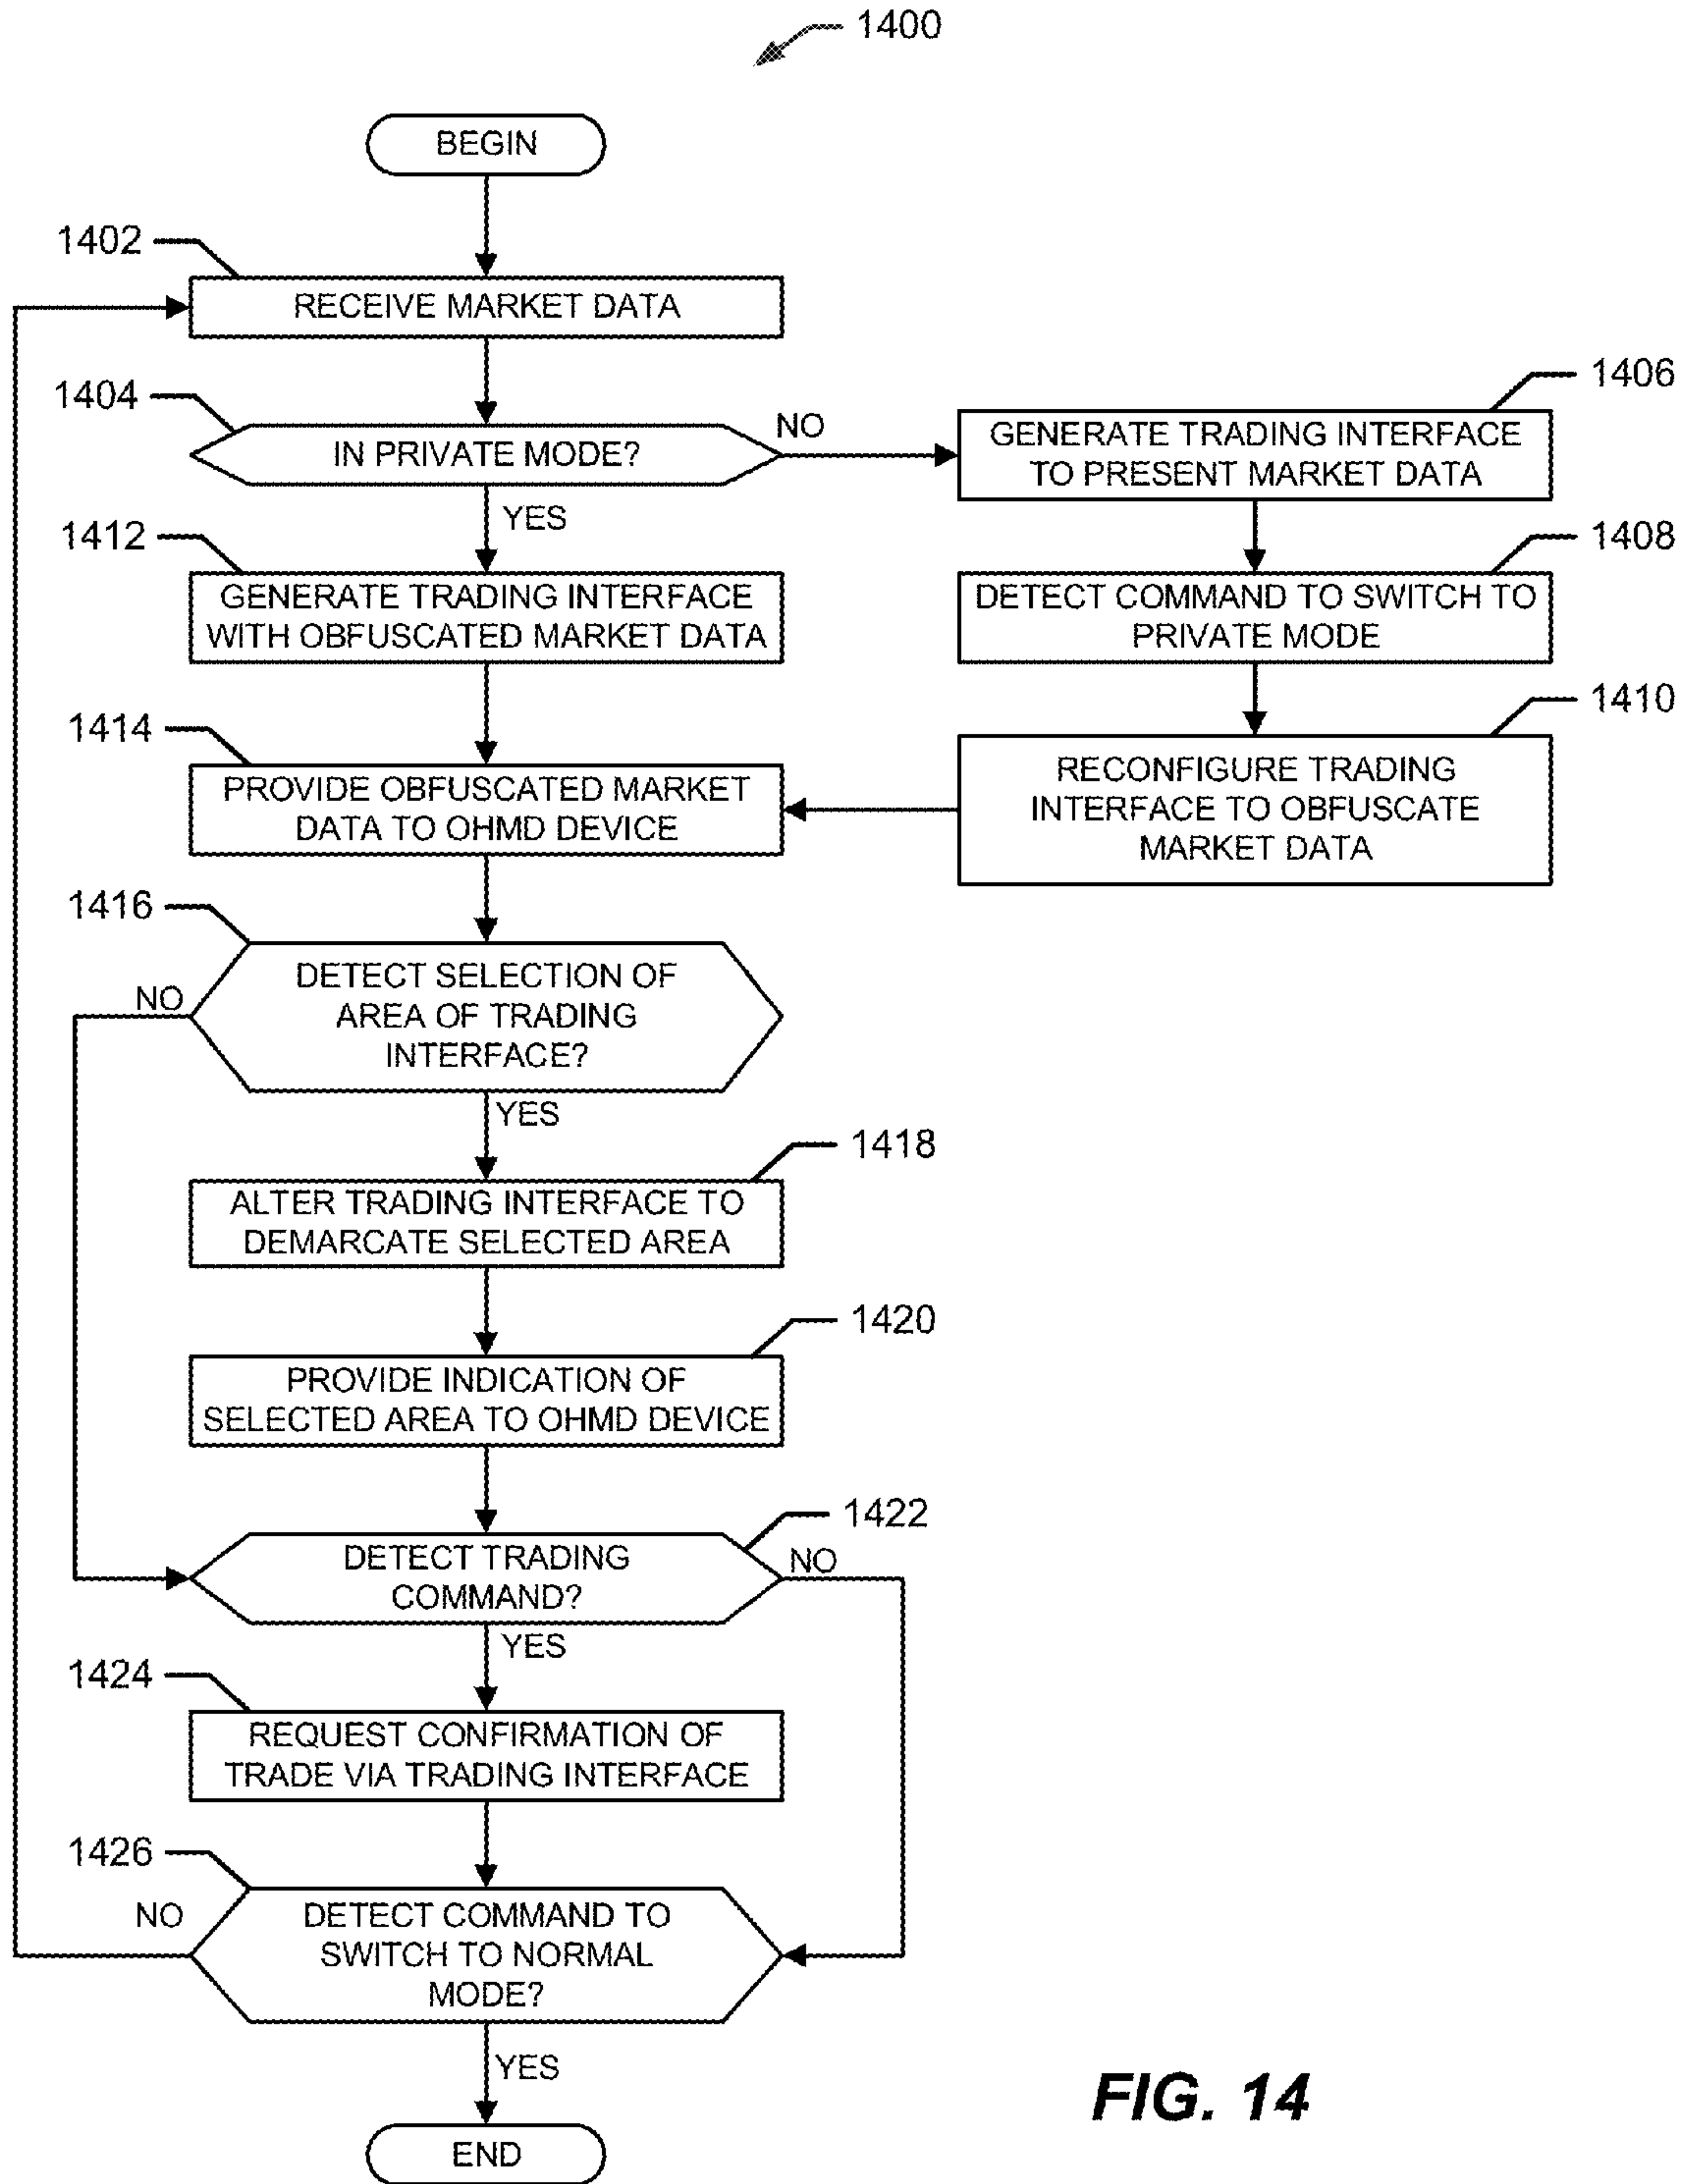 1400
BEGIN
1402
RECEIVE MARKET DATA
1404
IN PRIVATE MODE?
NO
YES
1406
GENERATE TRADING INTERFACE
TO PRESENT MARKET DATA
1408
DETECT COMMAND TO SWITCH TO
PRIVATE MODE
1410
RECONFIGURE TRADING
INTERFACE TO OBFUSCATE
MARKET DATA
1412
GENERATE TRADING INTERFACE
WITH OBFUSCATED MARKET DATA
1414
PROVIDE OBFUSCATED MARKET
DATA TO OHMD DEVICE
1416
DETECT SELECTION OF
AREA OF TRADING
INTERFACE?
NO
YES
1418
ALTER TRADING INTERFACE TO
DEMARCATE SELECTED AREA
1420
PROVIDE INDICATION OF
SELECTED AREA TO OHMD DEVICE
1422
DETECT TRADING
COMMAND?
NO
YES
1424
REQUEST CONFIRMATION OF
TRADE VIA TRADING INTERFACE
1426
DETECT COMMAND TO
SWITCH TO NORMAL
MODE?
NO
YES
END
FIG. 14